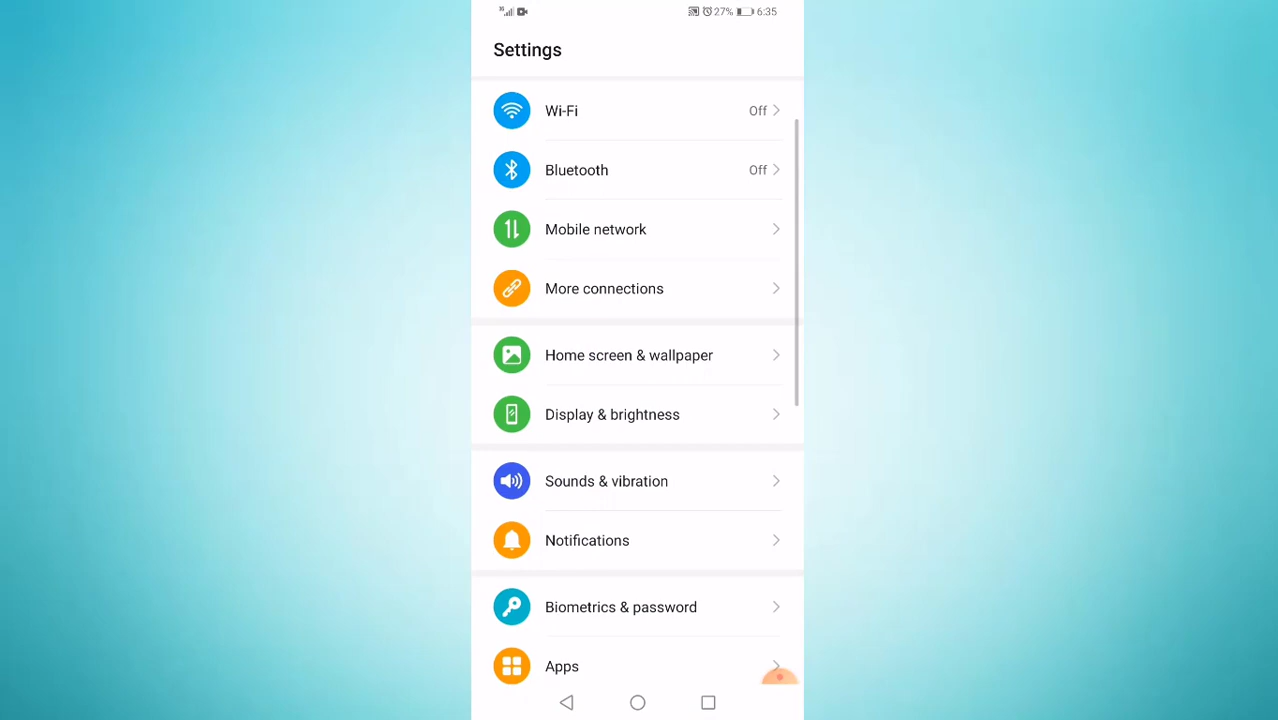 27% 6:35
Settings
Wi-Fi Off
Bluetooth Off
Mobile network
More connections
Home screen & wallpaper
Display & brightness
Sounds & vibration
Notifications
Biometrics & password
Apps